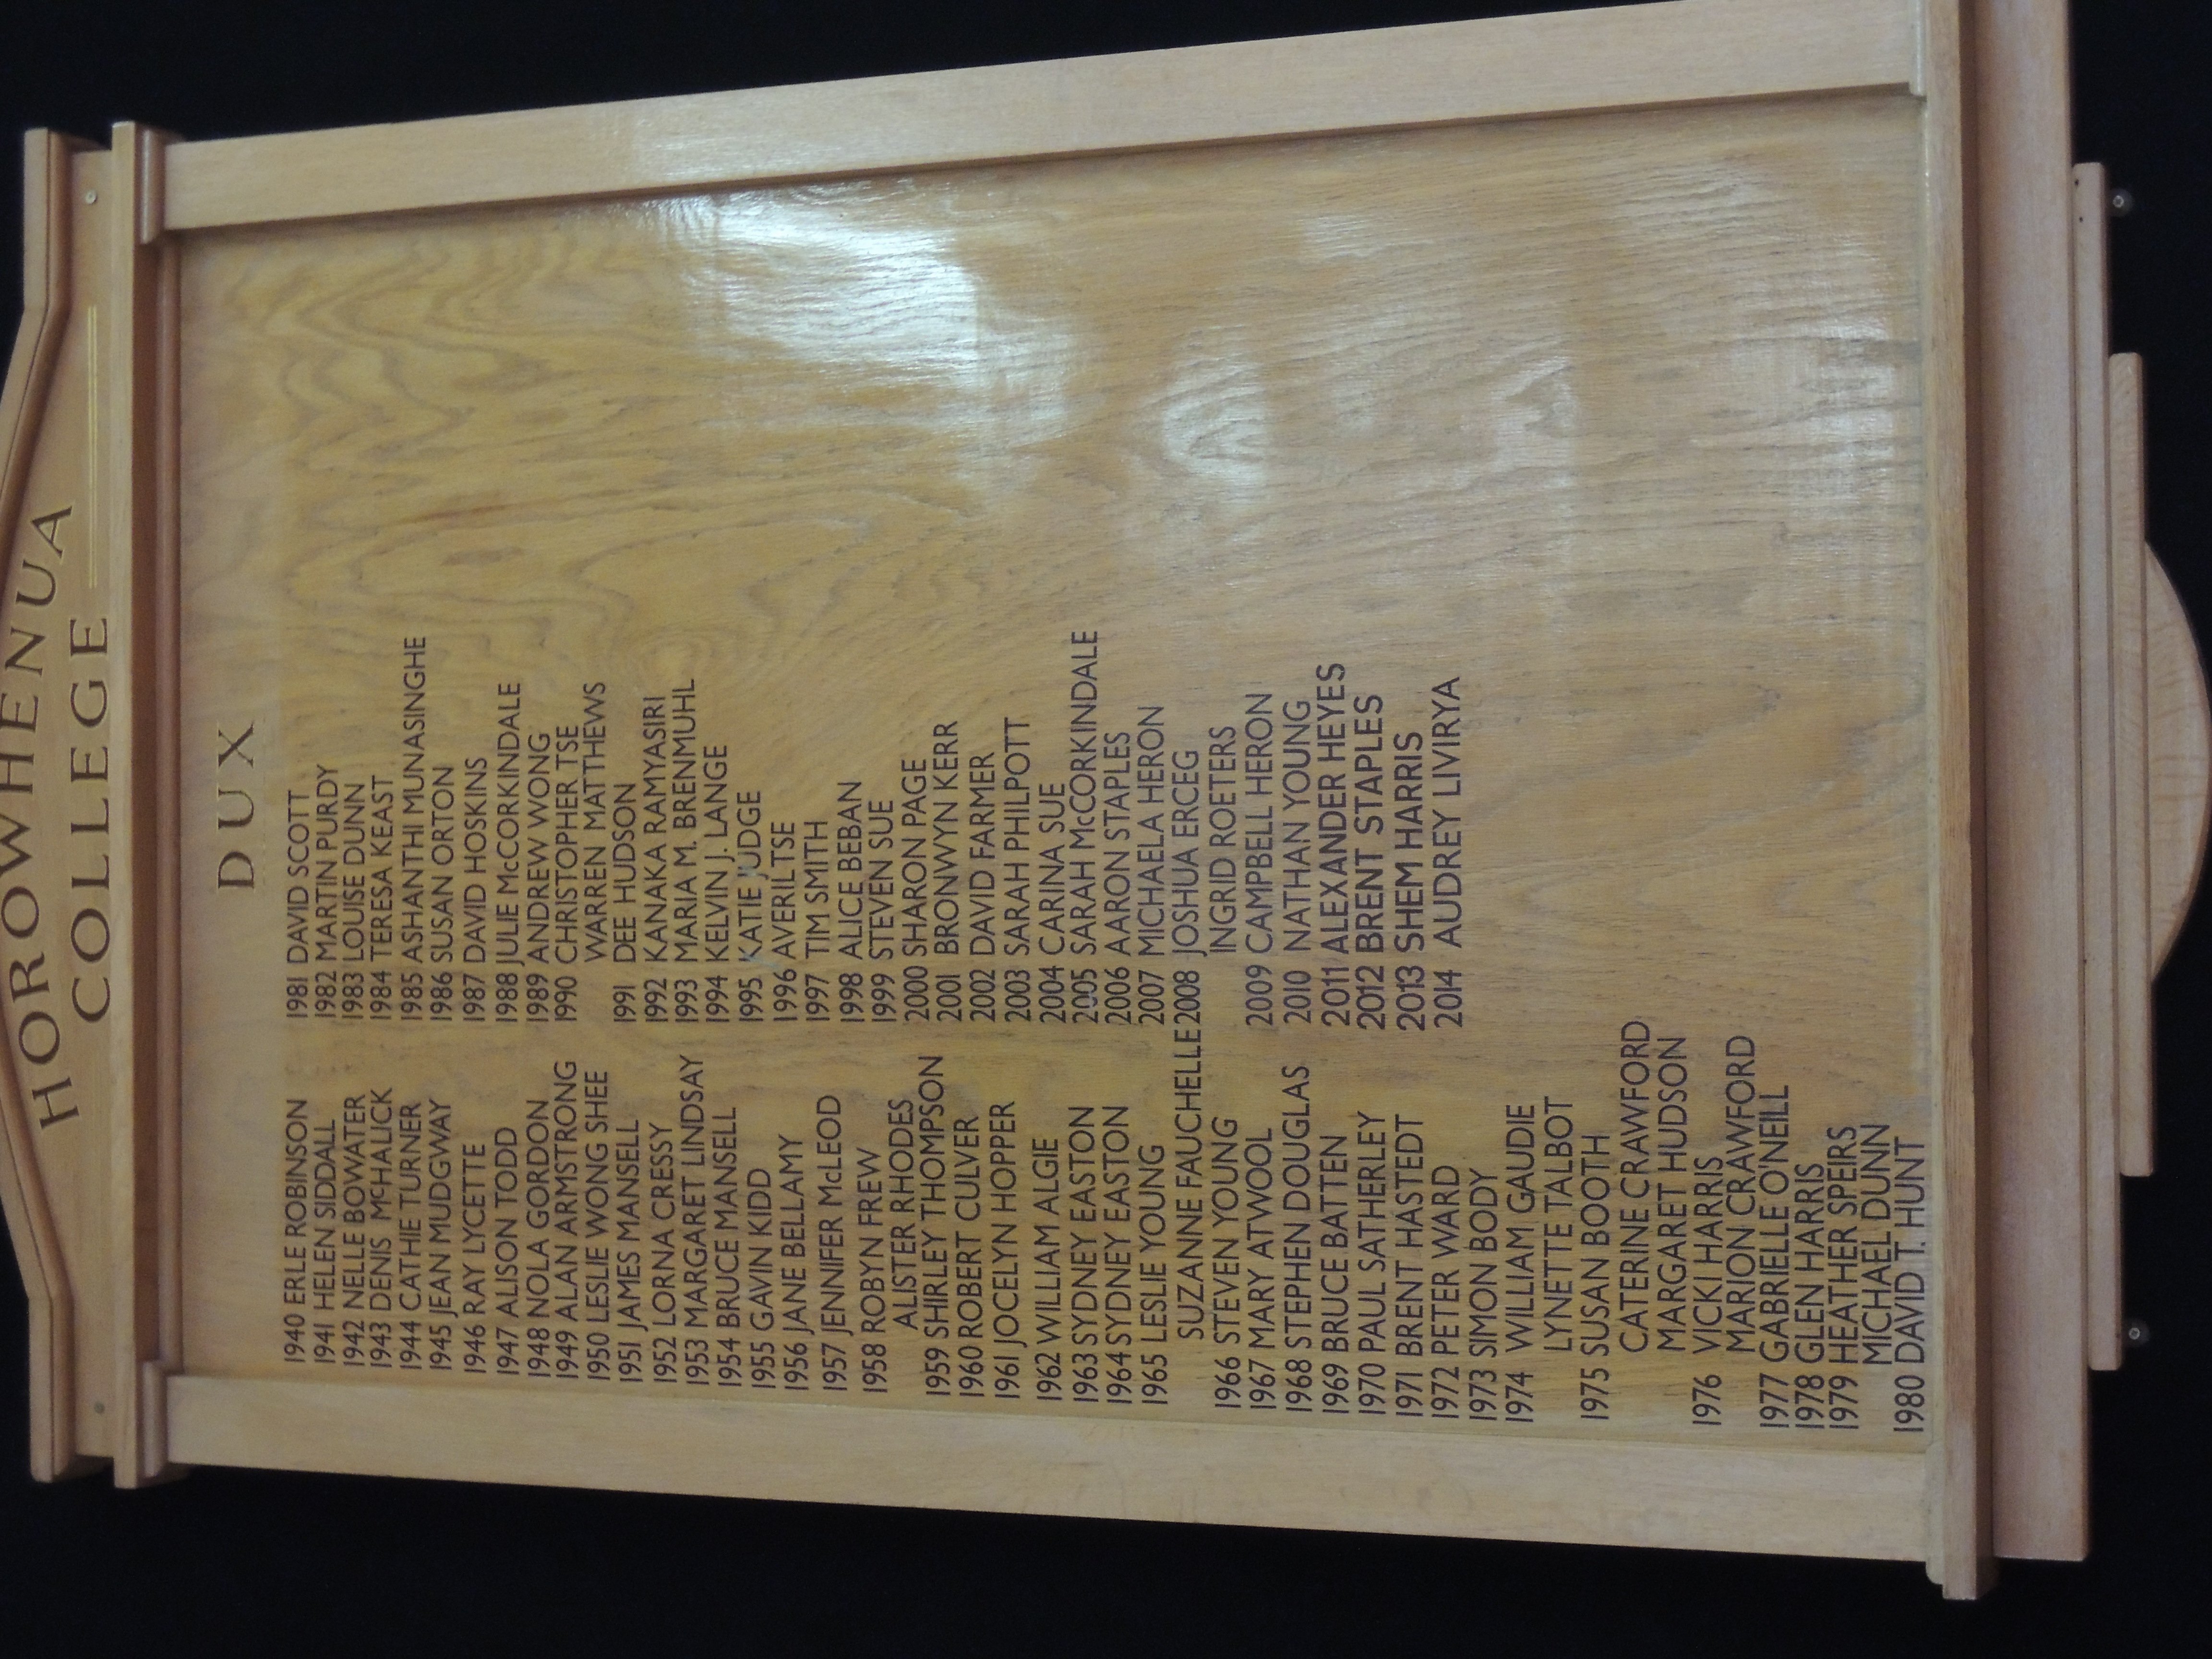 HOROWHENUA
COLLEGE
DUX
1940 ERLE ROBINSON
1941 HELEN SIDDALL
1942 NELLE BOWATER
1943 DENIS McHALICK
1944 CATHIE TURNER
1945 JEAN MUDGWAY
1946 RAY LYCETTE
1947 ALISON TODD
1948 NOLA GORDON
1949 ALAN ARMSTRONG
1950 LESLIE WONG SHEE
1951 JAMES MANSELL
1952 LORNA CRESSY
1953 MARGARET LINDSAY
1954 BRUCE MANSELL
1955 GAVIN KIDD
1956 JANE BELLAMY
1957 JENNIFER McLEOD
1958 ROBYN FREW
ALISTER RHODES
1959 SHIRLEY THOMPSON
1960 ROBERT CULVER
1961 JOCELYN HOPPER
1962 WILLIAM ALGIE
1963 SYDNEY EASTON
1964 SYDNEY EASTON
1965 LESLIE YOUNG
SUZANNE FAUCHELLE
1966 STEVEN YOUNG
1967 MARY ATWOOL
1968 STEPHEN DOUGLAS
1969 BRUCE BATTEN
1970 PAUL SATHERLEY
1971 BRENT HASTEDT
1972 PETER WARD
1973 SIMON BODY
1974 WILLIAM GAUDIE
LYNETTE TALBOT
1975 SUSAN BOOTH
CATERINE CRAWFORD
MARGARET HUDSON
1976 VICKI HARRIS
MARION CRAWFORD
1977 GABRIELLE O'NEILL
1978 GLEN HARRIS
1979 HEATHER SPEIRS
MICHAEL DUNN
1980 DAVID T. HUNT
1981 DAVID SCOTT
1982 MARTIN PURDY
1983 LOUISE DUNN
1984 TERESA KEAST
1985 ASHANTHI MUNASINGHE
1986 SUSAN ORTON
1987 DAVID HOSKINS
1988 JULIE McCORKINDALE
1989 ANDREW WONG
1990 CHRISTOPHER TSE
WARREN MATTHEWS
1991 DEE HUDSON
1992 KANAKA RAMYASIRI
1993 MARIA M. BRENMUHL
1994 KELVIN J. LANGE
1995 KATIE JUDGE
1996 AVERIL TSE
1997 TIM SMITH
1998 ALICE BEBAN
1999 STEVEN SUE
2000 SHARON PAGE
2001 BRONWYN KERR
2002 DAVID FARMER
2003 SARAH PHILPOTT
2004 CARINA SUE
2005 SARAH McCORKINDALE
2006 AARON STAPLES
2007 MICHAELA HERON
2008 JOSHUA ERCEG
INGRID ROETERS
2009 CAMPBELL HERON
2010 NATHAN YOUNG
2011 ALEXANDER HEYES
2012 BRENT STAPLES
2013 SHEM HARRIS
2014 AUDREY LIVIRYA